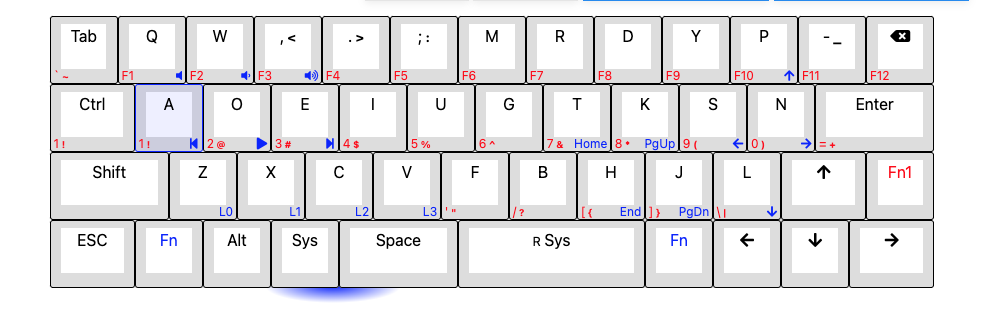 Tab Q W ,< .> ;: M R D Y P -_
`~ F1 F2 F3 F4 F5 F6 F7 F8 F9 F10 F11 F12
Ctrl A O E I U G T K S N Enter
1! 1! 2@ 3# 4$ 5% 6^ 7& Home 8* PgUp 9( 0) =+
Shift Z X C V F B H J L Fn1
L0 L1 L2 L3 '" /? [{ End ]} PgDn \|
ESC Fn Alt Sys Space R Sys Fn